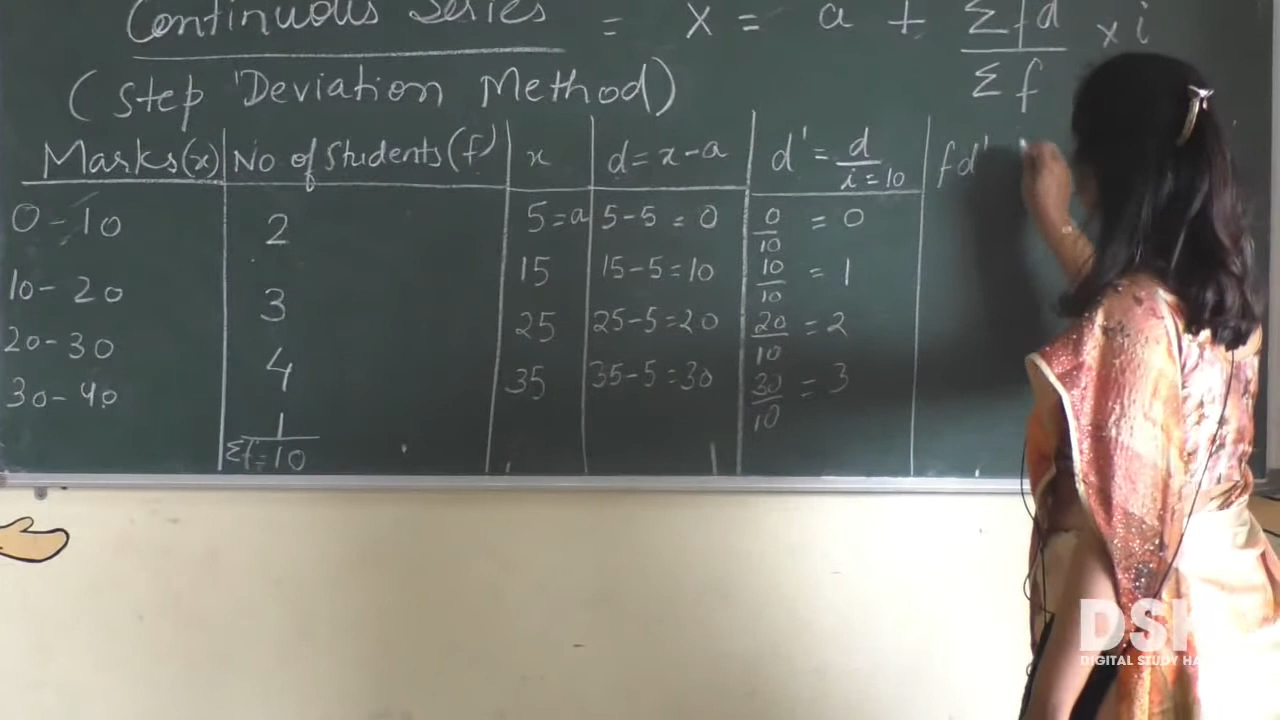 Continuous Series = X = a + Σfd/Σf × i
(Step Deviation Method)
Marks(x) No of Students (f) x d = x-a d' = d/i = 10 fd'
0-10 2 5=a 5-5=0 0/10 = 0
10-20 3 15 15-5=10 10/10 = 1
20-30 4 25 25-5=20 20/10 = 2
30-40 1 35 35-5=30 30/10 = 3
Σf=10
DIGITAL STUDY